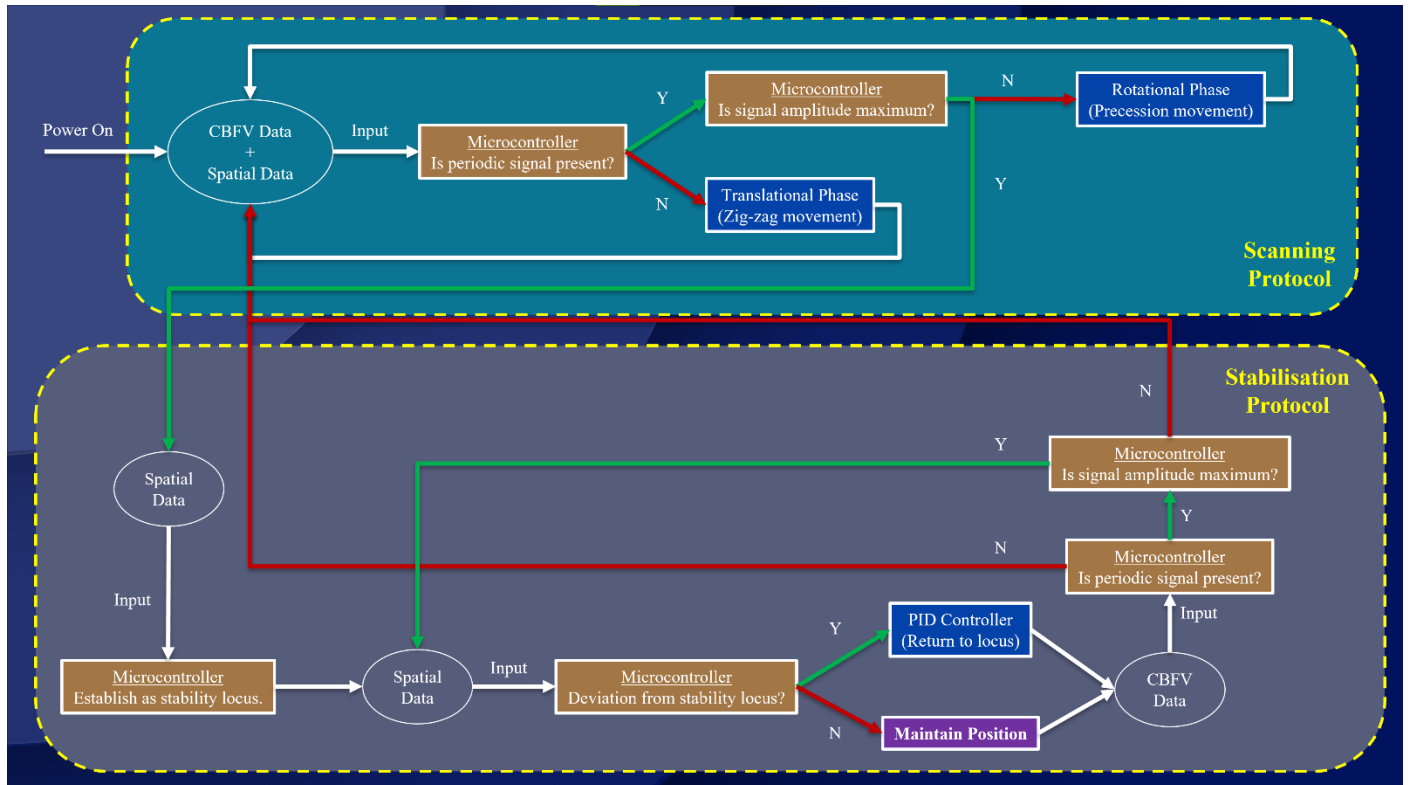 Power On
CBFV Data
+
Spatial Data
Input
Microcontroller
Is periodic signal present?
Y
N
Microcontroller
Is signal amplitude maximum?
N
Y
Rotational Phase
(Precession movement)
Translational Phase
(Zig-zag movement)
Scanning
Protocol
Stabilisation
Protocol
Spatial
Data
Input
Microcontroller
Establish as stability locus.
Spatial
Data
Input
Microcontroller
Deviation from stability locus?
Y
N
PID Controller
(Return to locus)
Maintain Position
CBFV
Data
Input
Microcontroller
Is periodic signal present?
N
Y
Microcontroller
Is signal amplitude maximum?
Y
N